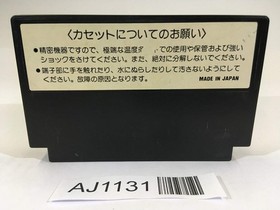 〈カセットについてのお願い〉
●精密機器ですので、極端な温度 での使用や保管および強い
ショックをさけてください。また、絶対に分解しないでください。
●端子部に手を触れたり、水にぬらしたりして汚さないようにして
ください。故障の原因となります。
MADE IN JAPAN
AJ1131